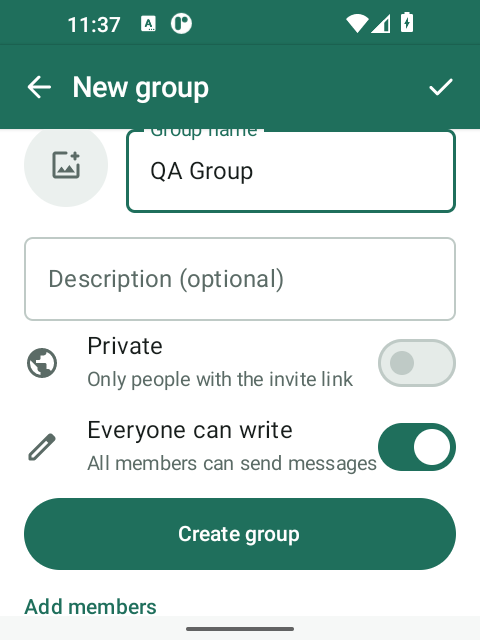 11:37
New group
Group name
QA Group
Description (optional)
Private
Only people with the invite link
Everyone can write
All members can send messages
Create group
Add members